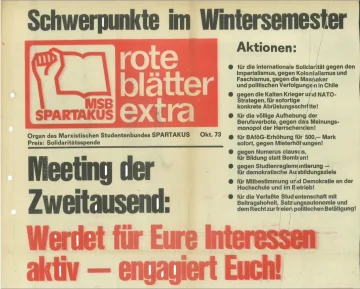 Schwerpunkte im Wintersemester
MSB
SPARTAKUS
rote
blätter
extra
Organ des Marxistischen Studentenbundes SPARTAKUS Okt. 73
Preis: Solidaritätsspende
Meeting der
Zweitausend:
Werdet für Eure Interessen
aktiv — engagiert Euch!
Aktionen:
für die internationale Solidarität gegen den
Imperialismus, gegen Kolonialismus und
Faschismus, gegen die Massaker
und politischen Verfolgungen in Chile
gegen die Kalten Krieger und NATO-
Strategen, für sofortige
konkrete Abrüstungsschritte!
für die völlige Aufhebung der
Berufsverbote, gegen das Meinungs-
monopol der Herrschenden!
für BAföG-Erhöhung für 500,— Mark
sofort, gegen Mieterhöhungen!
gegen Numerus clausus,
für Bildung statt Bomben!
gegen Studienreglementierung —
für demokratische Ausbildungsziele
für Mitbestimmung und Demokratie an der
Hochschule und im Betrieb!
für die Verfaßte Studentenschaft mit
Beitragshoheit, Satzungsautonomie und
dem Recht zur freien politischen Betätigung!